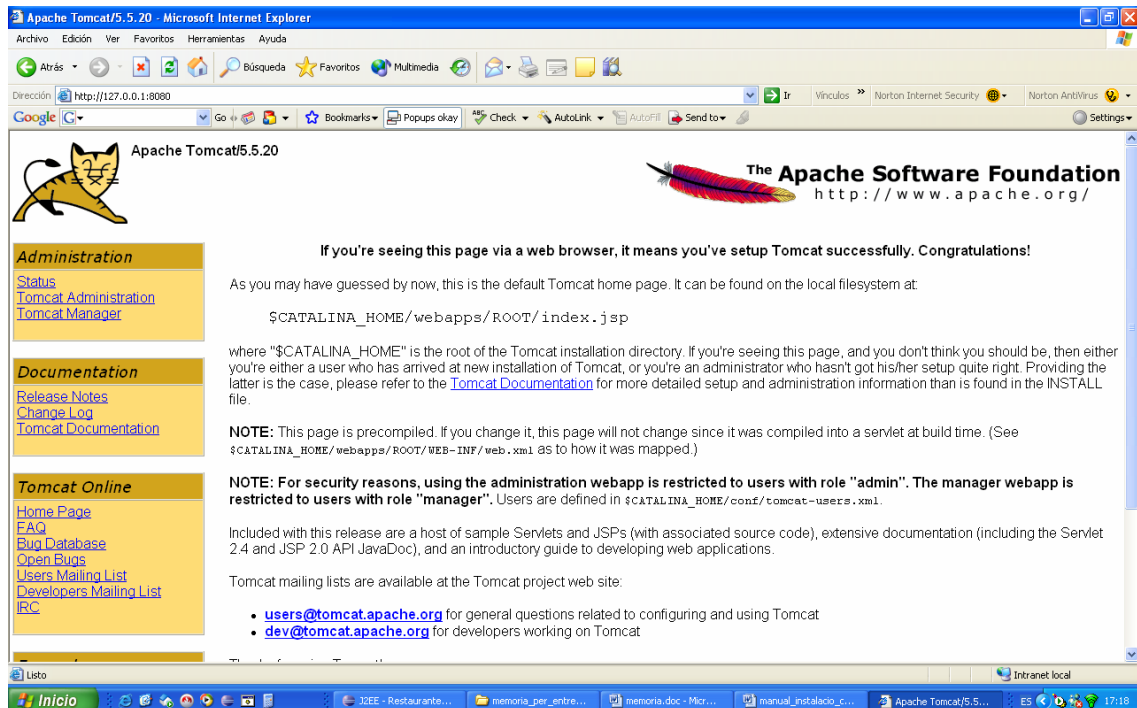 Apache Tomcat/5.5.20 - Microsoft Internet Explorer
Archivo Edición Ver Favoritos Herramientas Ayuda
Atrás Búsqueda Favoritos Multimedia
Dirección http://127.0.0.1:8080 Ir Vínculos » Norton Internet Security Norton AntiVirus
Google G Go Bookmarks Popups okay ABC Check AutoLink AutoFill Send to Settings
Apache Tomcat/5.5.20
The Apache Software Foundation
http://www.apache.org/
Administration
Status
Tomcat Administration
Tomcat Manager
Documentation
Release Notes
Change Log
Tomcat Documentation
Tomcat Online
Home Page
FAQ
Bug Database
Open Bugs
Users Mailing List
Developers Mailing List
IRC
If you're seeing this page via a web browser, it means you've setup Tomcat successfully. Congratulations!
As you may have guessed by now, this is the default Tomcat home page. It can be found on the local filesystem at:
$CATALINA_HOME/webapps/ROOT/index.jsp
where "$CATALINA_HOME" is the root of the Tomcat installation directory. If you're seeing this page, and you don't think you should be, then either
you're either a user who has arrived at new installation of Tomcat, or you're an administrator who hasn't got his/her setup quite right. Providing the
latter is the case, please refer to the Tomcat Documentation for more detailed setup and administration information than is found in the INSTALL
file.
NOTE: This page is precompiled. If you change it, this page will not change since it was compiled into a servlet at build time. (See
$CATALINA_HOME/webapps/ROOT/WEB-INF/web.xml as to how it was mapped.)
NOTE: For security reasons, using the administration webapp is restricted to users with role "admin". The manager webapp is
restricted to users with role "manager". Users are defined in $CATALINA_HOME/conf/tomcat-users.xml.
Included with this release are a host of sample Servlets and JSPs (with associated source code), extensive documentation (including the Servlet
2.4 and JSP 2.0 API JavaDoc), and an introductory guide to developing web applications.
Tomcat mailing lists are available at the Tomcat project web site:
• users@tomcat.apache.org for general questions related to configuring and using Tomcat
• dev@tomcat.apache.org for developers working on Tomcat
Listo Intranet local
Inicio J2EE - Restaurante... memoria_per_entre... memoria.doc - Micr... manual_instalacio_c... Apache Tomcat/5.5... ES 17:18